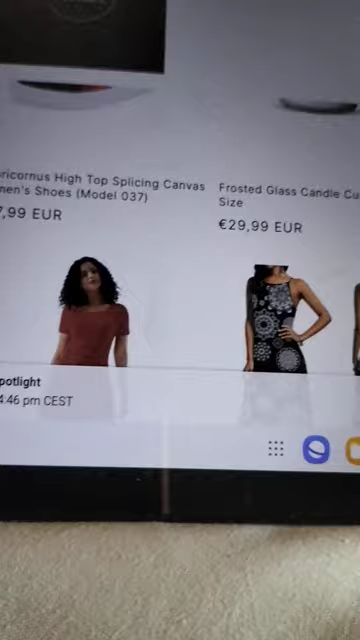 ricornus High Top Splicing Canvas
men's Shoes (Model 037)
7,99 EUR
Frosted Glass Candle Cu
Size
€29,99 EUR
potlight
4.46 pm CEST